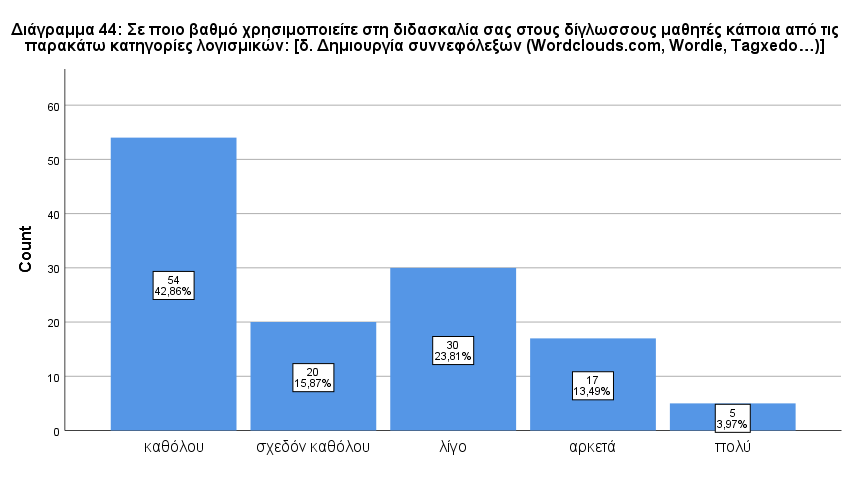 Διάγραμμα 44: Σε ποιο βαθμό χρησιμοποιείτε στη διδασκαλία σας στους δίγλωσσους μαθητές κάποια από τις
παρακάτω κατηγορίες λογισμικών: [δ. Δημιουργία συννεφόλεξων (Wordclouds.com, Wordle, Tagxedo…)]
60
50
40
30
20
10
0
Count
54
42,86%
20
15,87%
30
23,81%
17
13,49%
5
3,97%
καθόλου
σχεδόν καθόλου
λίγο
αρκετά
πολύ